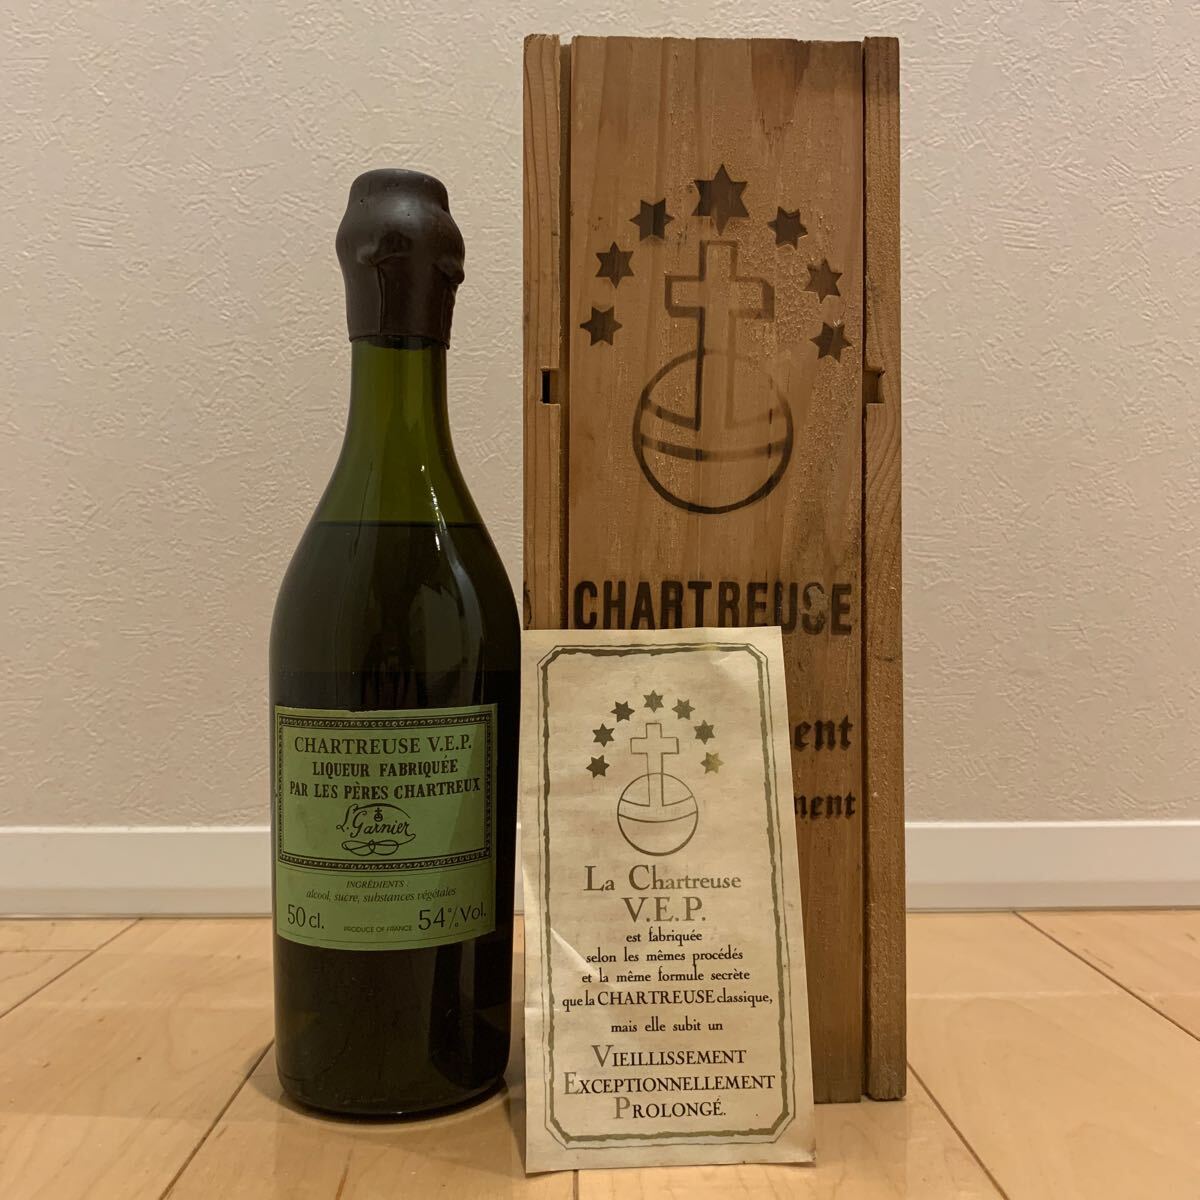 CHARTREUSE V.E.P.
LIQUEUR FABRIQUÉE
PAR LES PÈRES CHARTREUX
L. Garnier
INGRÉDIENTS :
alcool, sucre, substances végétales
50 cl. PRODUCE OF FRANCE 54% Vol.
CHARTREUSE
ent
nent
La Chartreuse
V.E.P.
est fabriquée
selon les mêmes procédés
et la même formule secrète
que la CHARTREUSE classique,
mais elle subit un
VIEILLISSEMENT
EXCEPTIONNELLEMENT
PROLONGÉ.